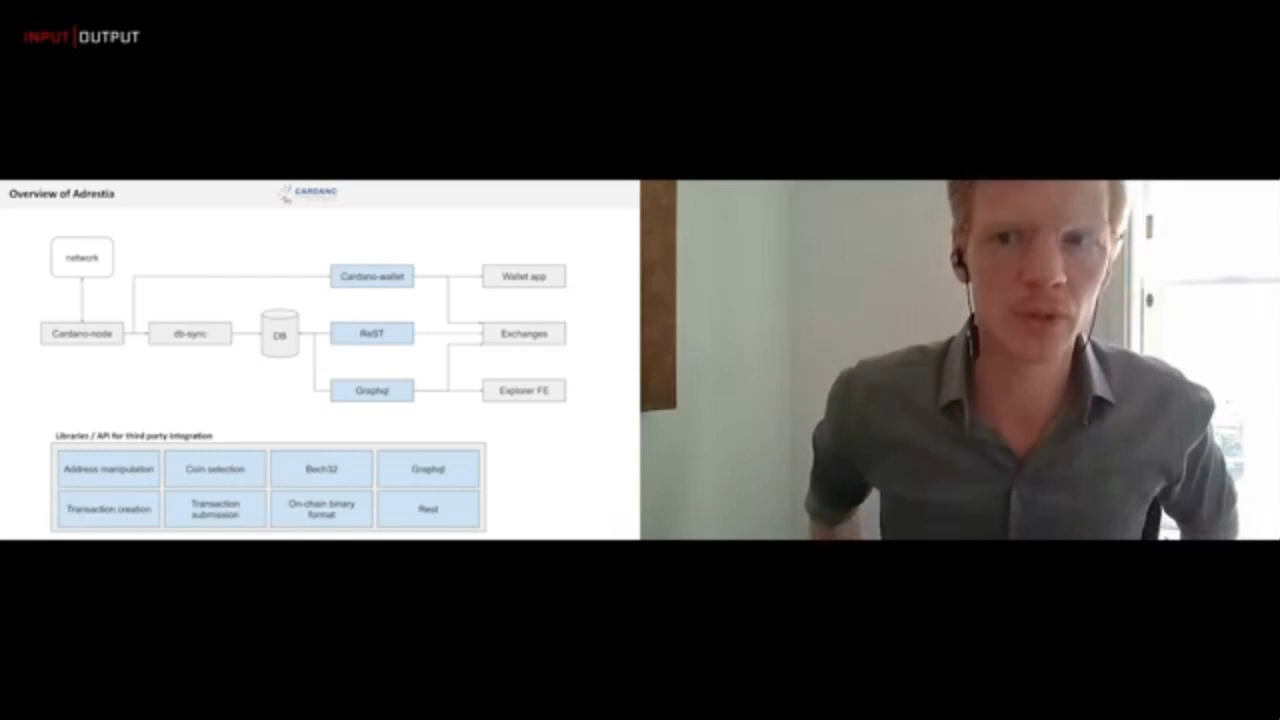 INPUT|OUTPUT
Overview of Adrestia
CARDANO
network
Cardano-wallet
Wallet app
Cardano-node
db-sync
DB
ReST
Exchanges
Graphql
Explorer FE
Libraries / API for third party integration
Address manipulation
Coin selection
Bech32
Graphql
Transaction creation
Transaction
submission
On-chain binary
format
Rest